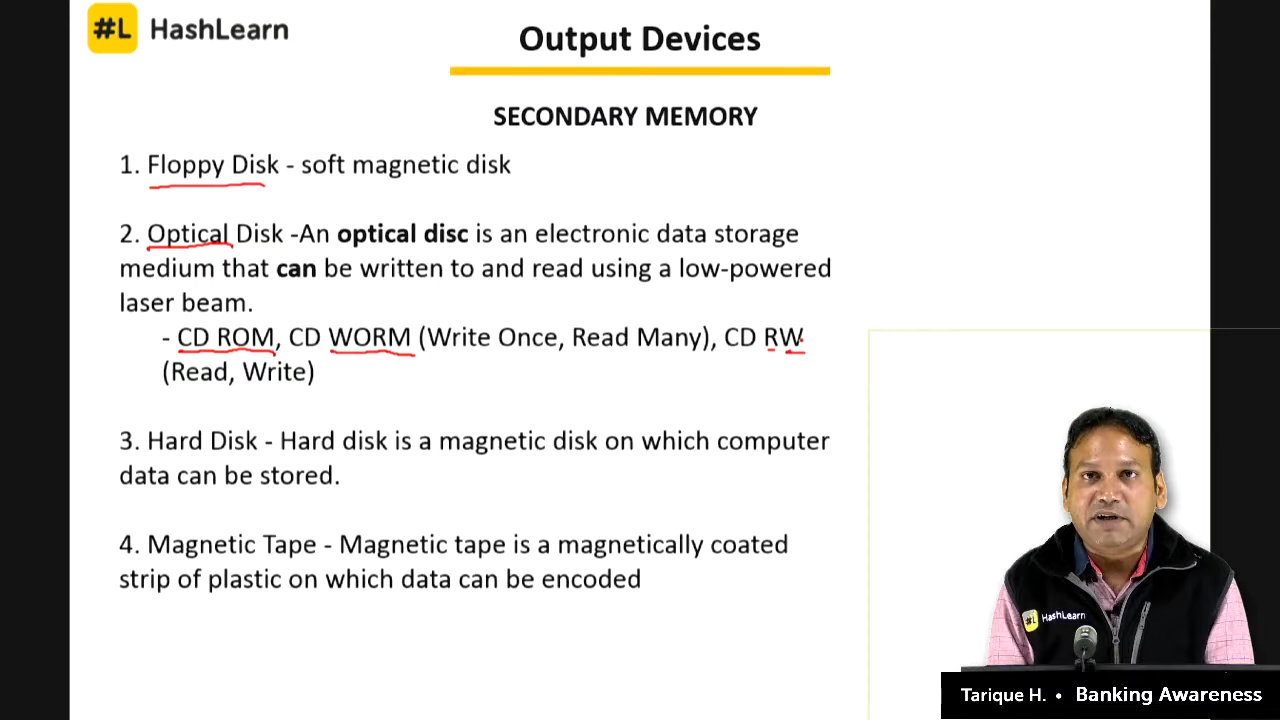 #L HashLearn
Output Devices
SECONDARY MEMORY
1. Floppy Disk - soft magnetic disk
2. Optical Disk -An optical disc is an electronic data storage
medium that can be written to and read using a low-powered
laser beam.
- CD ROM, CD WORM (Write Once, Read Many), CD RW
(Read, Write)
3. Hard Disk - Hard disk is a magnetic disk on which computer
data can be stored.
4. Magnetic Tape - Magnetic tape is a magnetically coated
strip of plastic on which data can be encoded
#L HashLearn
Tarique H. • Banking Awareness